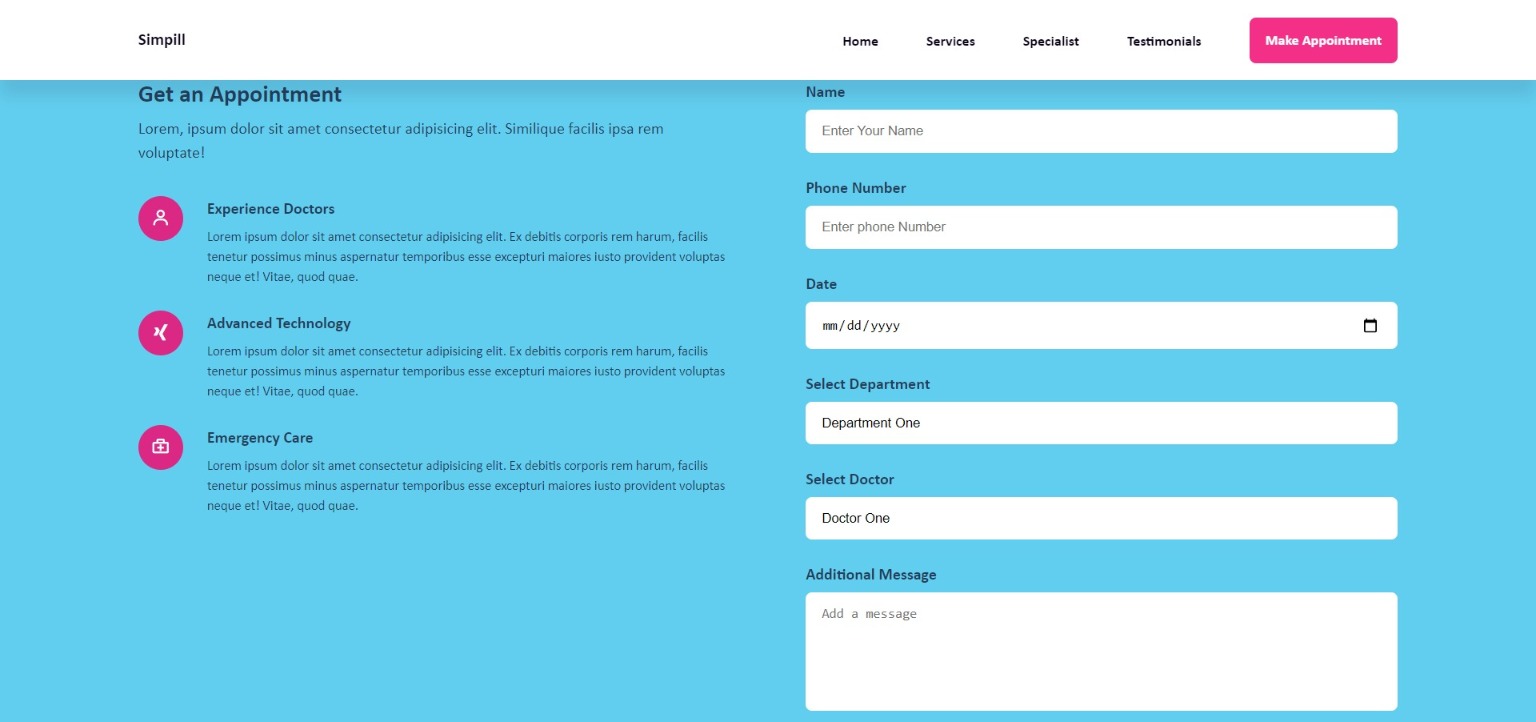 Simpill
Home
Services
Specialist
Testimonials
Make Appointment
Get an Appointment
Lorem, ipsum dolor sit amet consectetur adipisicing elit. Similique facilis ipsa rem
voluptate!
Experience Doctors
Lorem ipsum dolor sit amet consectetur adipisicing elit. Ex debitis corporis rem harum, facilis
tenetur possimus minus aspernatur temporibus esse excepturi maiores iusto provident voluptas
neque et! Vitae, quod quae.
Advanced Technology
Lorem ipsum dolor sit amet consectetur adipisicing elit. Ex debitis corporis rem harum, facilis
tenetur possimus minus aspernatur temporibus esse excepturi maiores iusto provident voluptas
neque et! Vitae, quod quae.
Emergency Care
Lorem ipsum dolor sit amet consectetur adipisicing elit. Ex debitis corporis rem harum, facilis
tenetur possimus minus aspernatur temporibus esse excepturi maiores iusto provident voluptas
neque et! Vitae, quod quae.
Name
Enter Your Name
Phone Number
Enter phone Number
Date
mm/dd/yyyy
Select Department
Department One
Select Doctor
Doctor One
Additional Message
Add a message